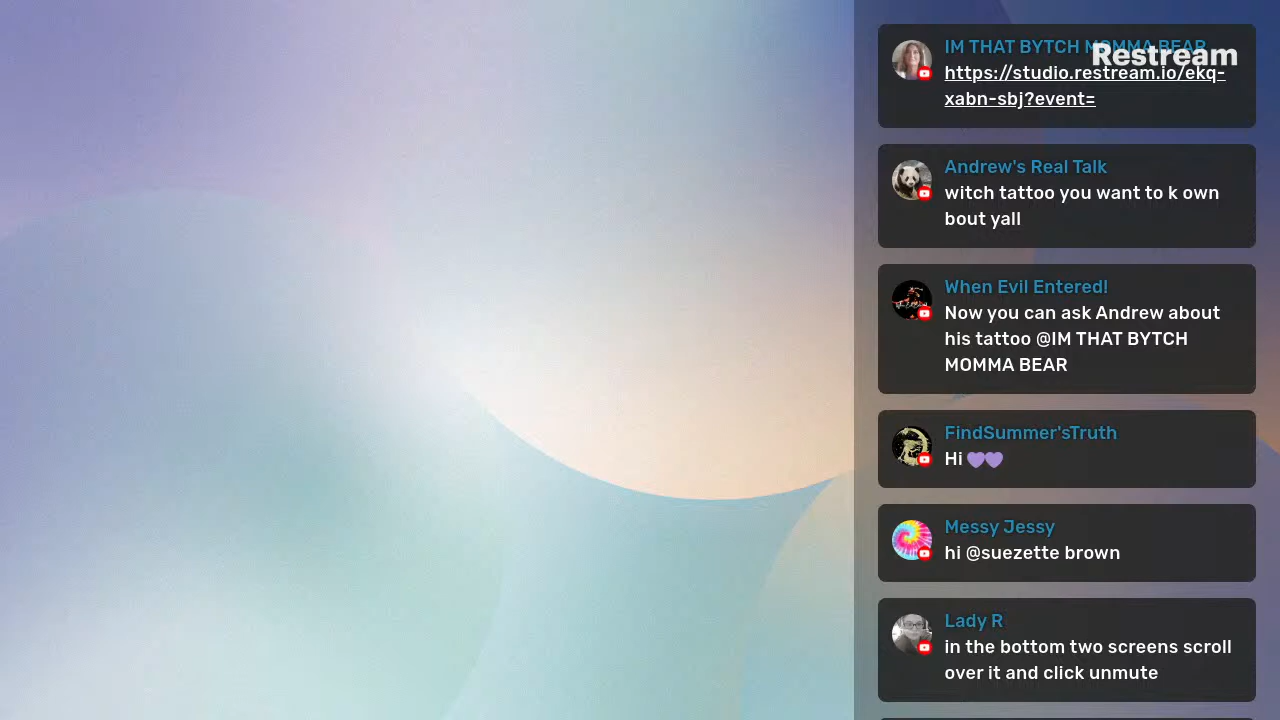 IM THAT BYTCH MOMMA BEAR
Restream
https://studio.restream.io/ekq-
xabn-sbj?event=
Andrew's Real Talk
witch tattoo you want to k own
bout yall
When Evil Entered!
Now you can ask Andrew about
his tattoo @IM THAT BYTCH
MOMMA BEAR
FindSummer'sTruth
Hi 💜💜
Messy Jessy
hi @suezette brown
Lady R
in the bottom two screens scroll
over it and click unmute